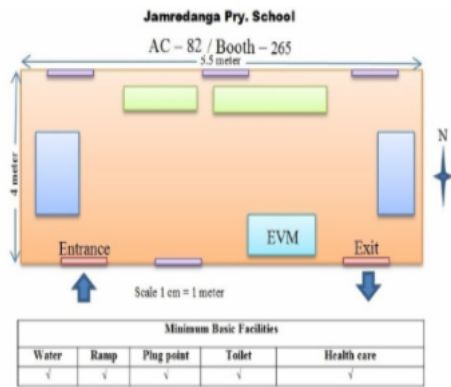 Jamredanga Pry. School
AC – 82 / Booth – 265
5.5 meter
4 meter
N
Entrance
EVM
Exit
Scale 1 cm = 1 meter
Minimum Basic Facilities
Water Ramp Plug point Toilet Health care
√ √ √ √ √